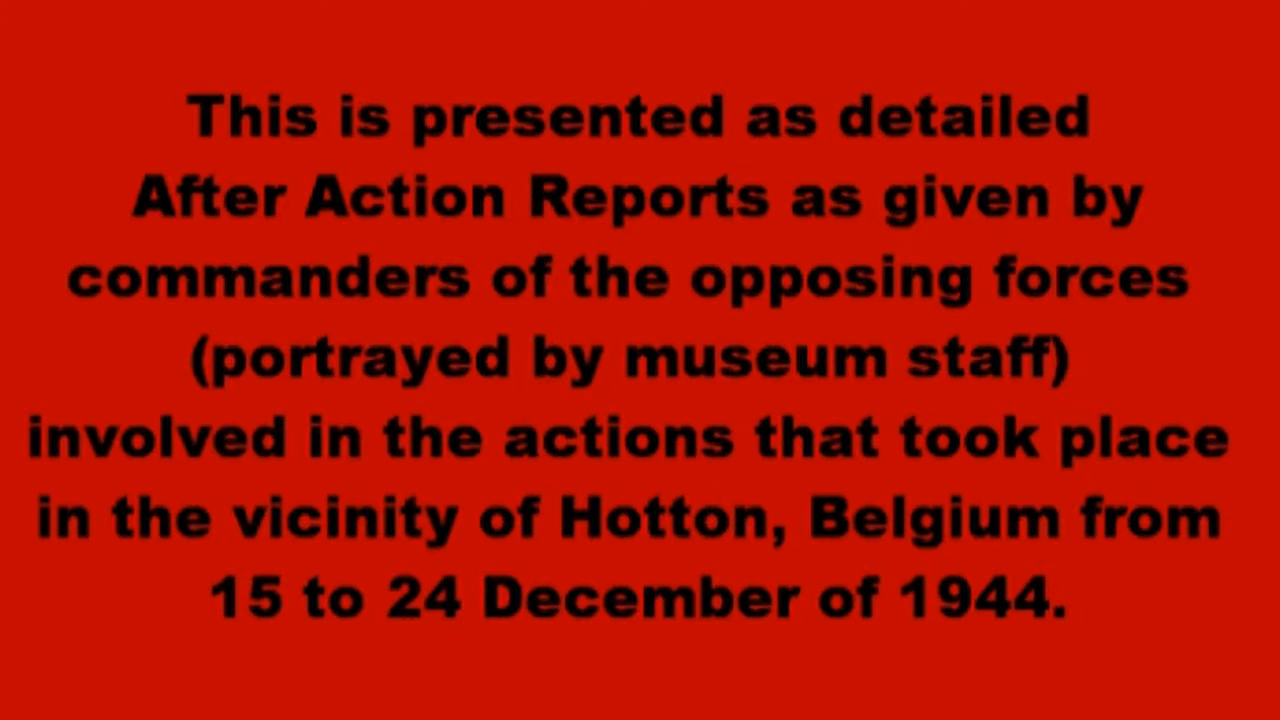 This is presented as detailed
After Action Reports as given by
commanders of the opposing forces
(portrayed by museum staff)
involved in the actions that took place
in the vicinity of Hotton, Belgium from
15 to 24 December of 1944.